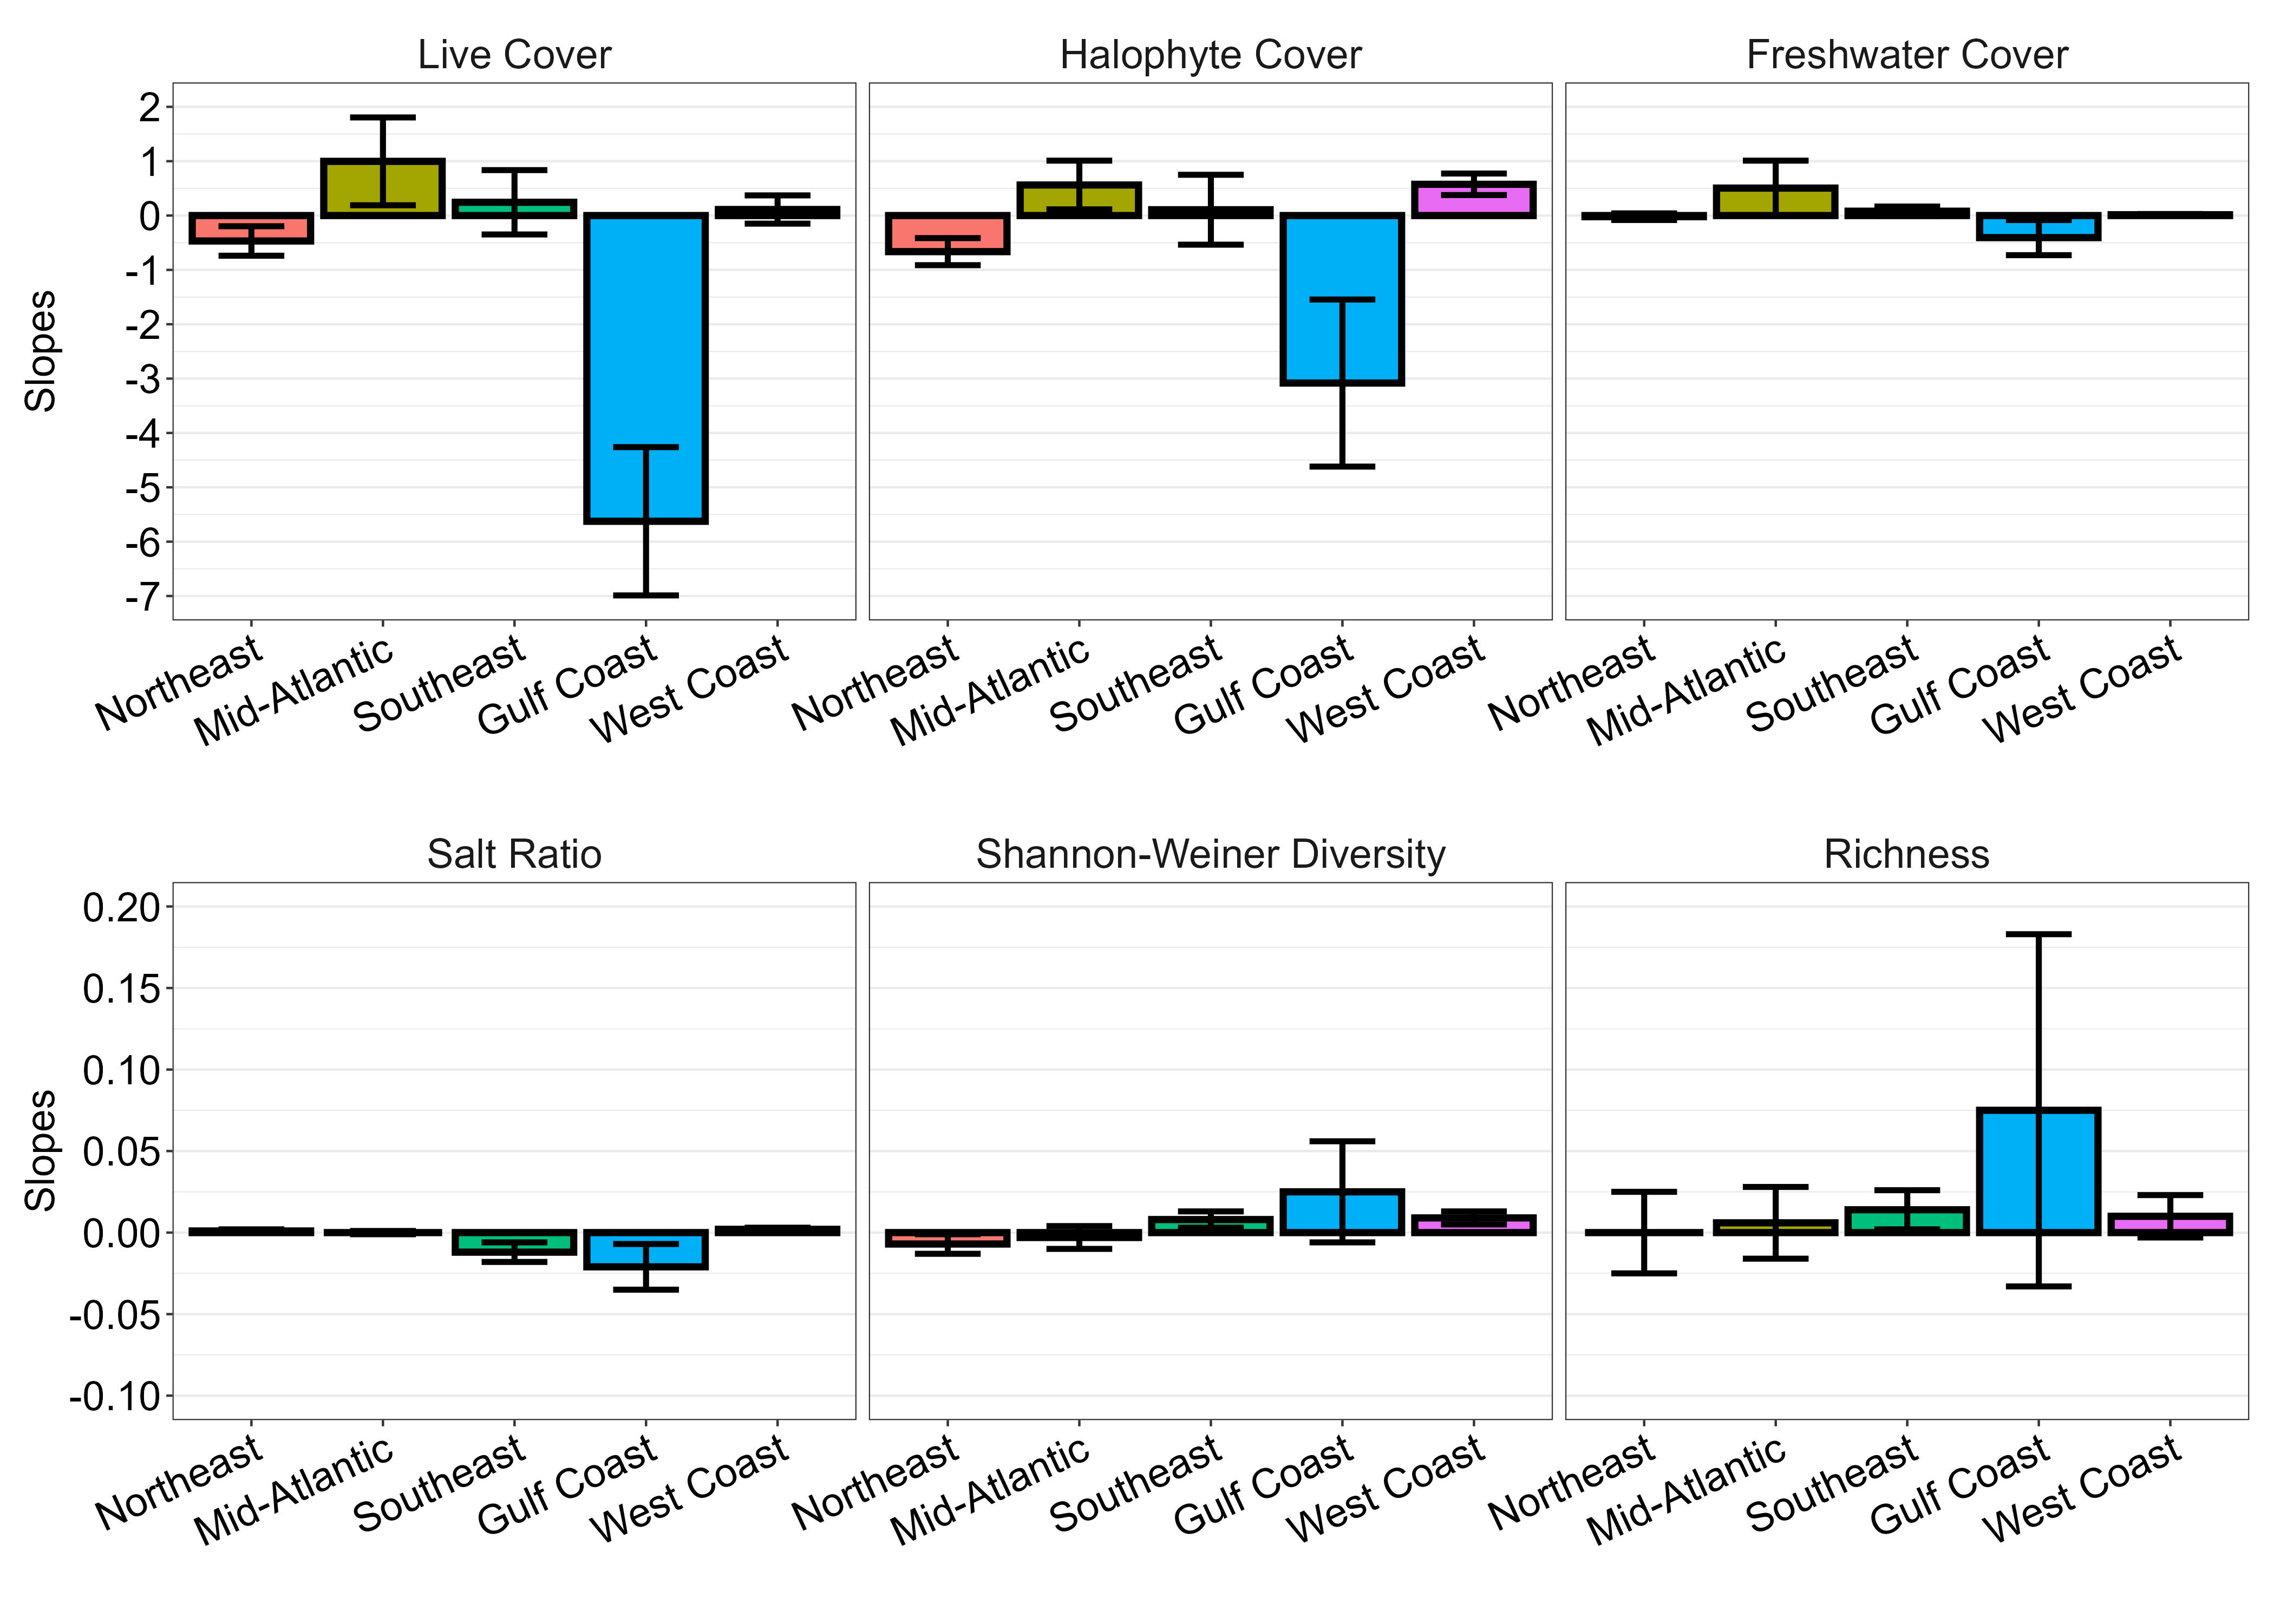 Live Cover Halophyte Cover Freshwater Cover
2
1
0
-1
-2
-3
-4
-5
-6
-7
Slopes
Northeast Mid-Atlantic Southeast Gulf Coast West Coast Northeast Mid-Atlantic Southeast Gulf Coast West Coast Northeast Mid-Atlantic Southeast Gulf Coast West Coast
Salt Ratio Shannon-Weiner Diversity Richness
0.20
0.15
0.10
0.05
0.00
-0.05
-0.10
Slopes
Northeast Mid-Atlantic Southeast Gulf Coast West Coast Northeast Mid-Atlantic Southeast Gulf Coast West Coast Northeast Mid-Atlantic Southeast Gulf Coast West Coast